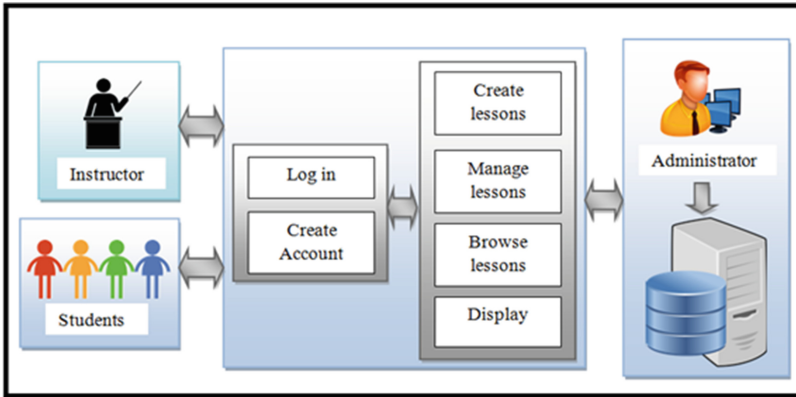 Instructor
Students
Log in
Create
Account
Create
lessons
Manage
lessons
Browse
lessons
Display
Administrator